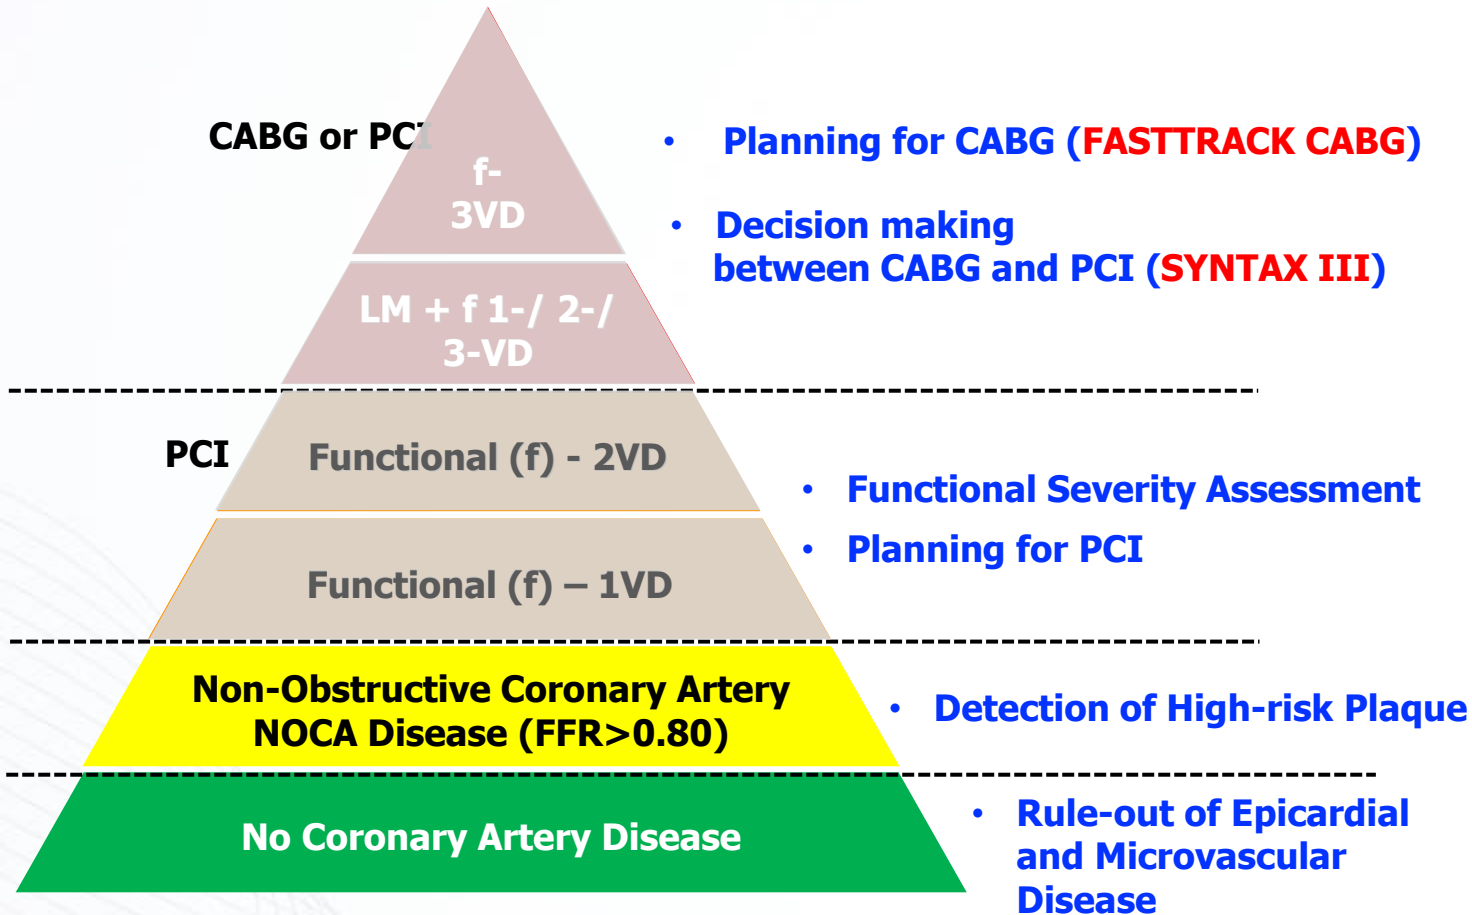 CABG or PCI
f-
3VD
• Planning for CABG (FASTTRACK CABG)
• Decision making
between CABG and PCI (SYNTAX III)
LM + f 1-/ 2-/
3-VD
PCI
Functional (f) - 2VD
Functional (f) – 1VD
• Functional Severity Assessment
• Planning for PCI
Non-Obstructive Coronary Artery
NOCA Disease (FFR>0.80)
• Detection of High-risk Plaque
No Coronary Artery Disease
• Rule-out of Epicardial
and Microvascular
Disease